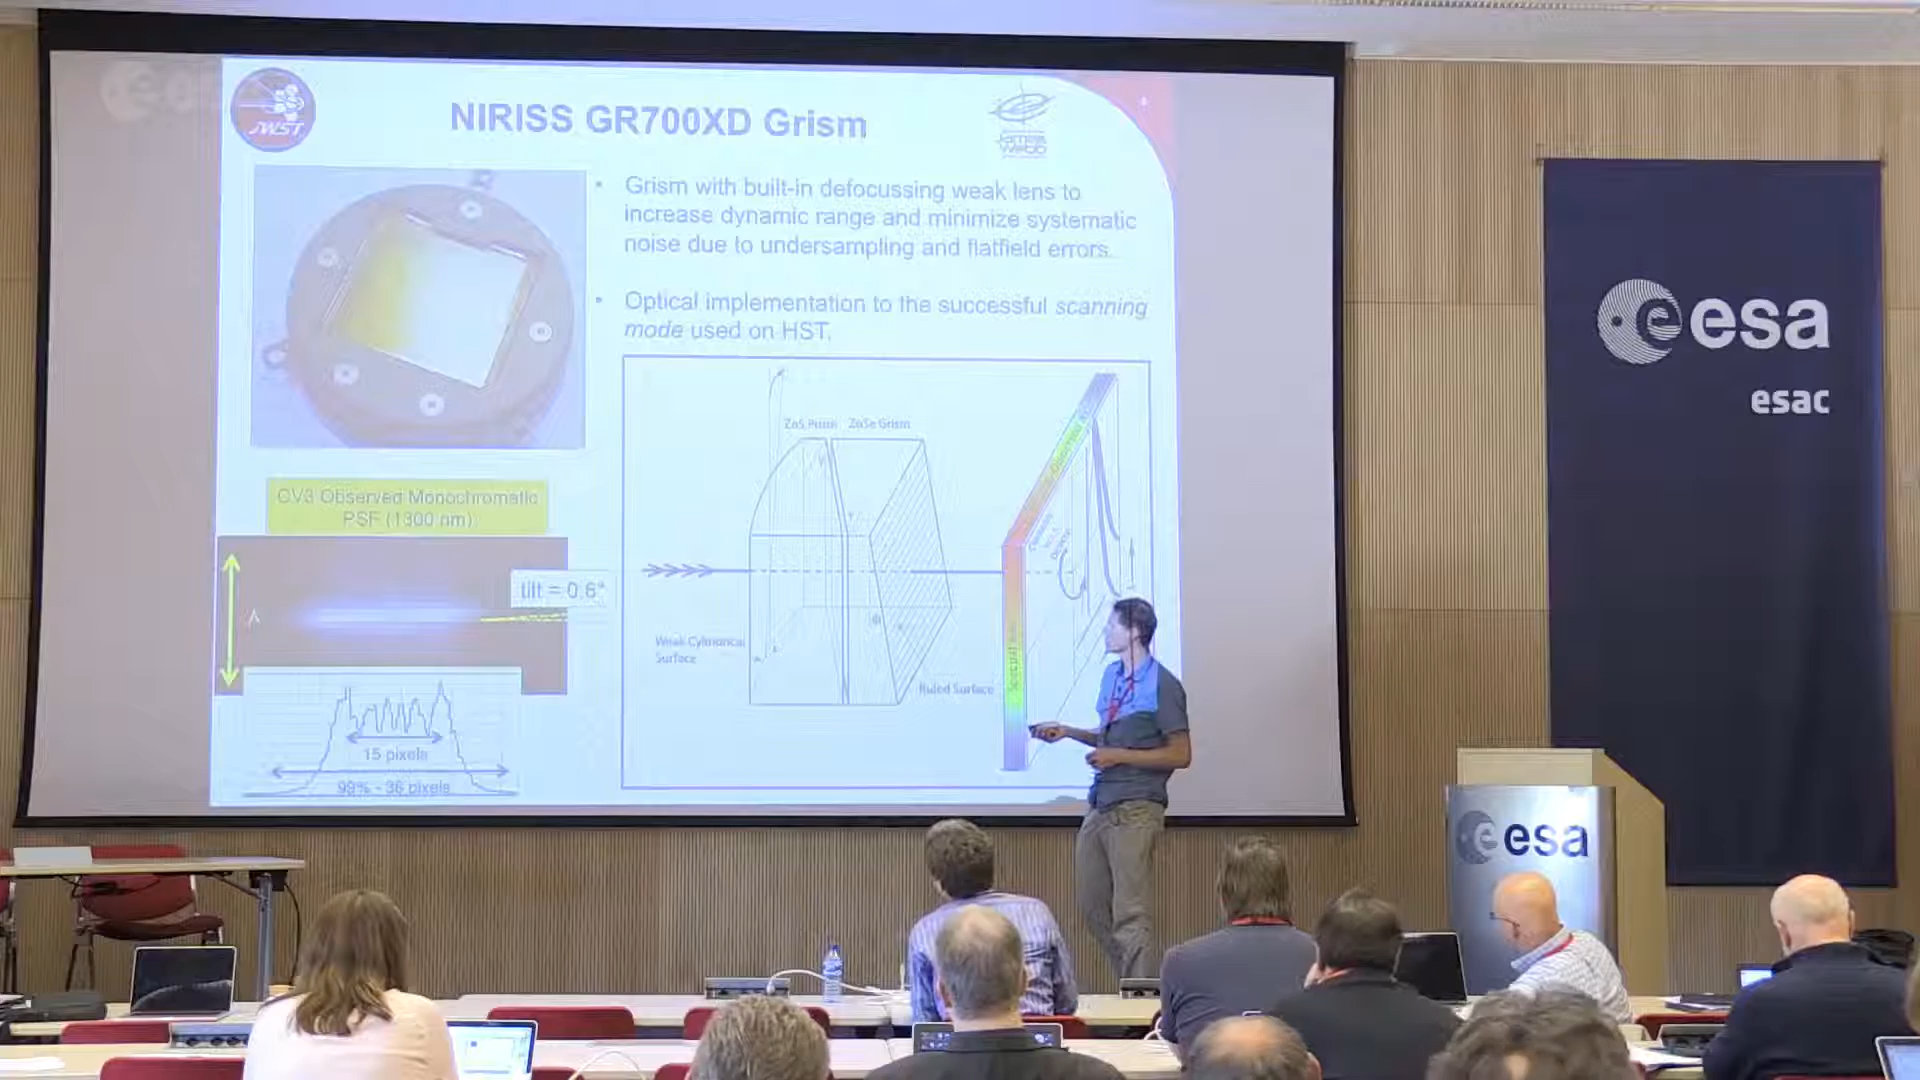 esa
JWST
NIRISS GR700XD Grism
James
Webb
Grism with built-in defocussing weak lens to
increase dynamic range and minimize systematic
noise due to undersampling and flatfield errors.
Optical implementation to the successful scanning
mode used on HST.
ZnS Prism ZnSe Grism
CV3 Observed Monochromatic
PSF (1300 nm)
tilt = 0.6°
Weak Cylindrical
Surface
Ruled Surface
15 pixels
99% - 36 pixels
esa
esac
esa